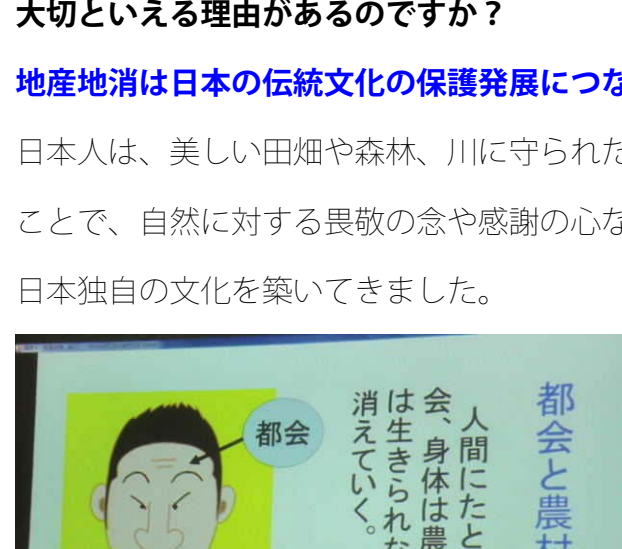 大切といえる理由があるのですか？
地産地消は日本の伝統文化の保護発展につな
日本人は、美しい田畑や森林、川に守られた
ことで、自然に対する畏敬の念や感謝の心な
日本独自の文化を築いてきました。
都会と農村
人間にたと
会、身体は農
は生きられな
消えていく。
都会